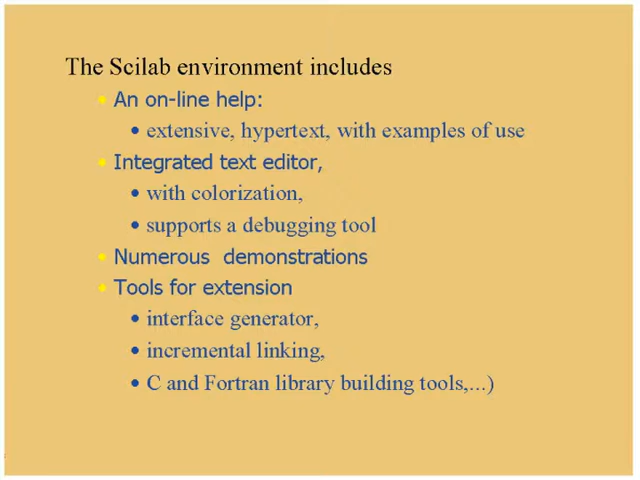 The Scilab environment includes
• An on-line help:
• extensive, hypertext, with examples of use
• Integrated text editor,
• with colorization,
• supports a debugging tool
• Numerous demonstrations
• Tools for extension
• interface generator,
• incremental linking,
• C and Fortran library building tools,...)